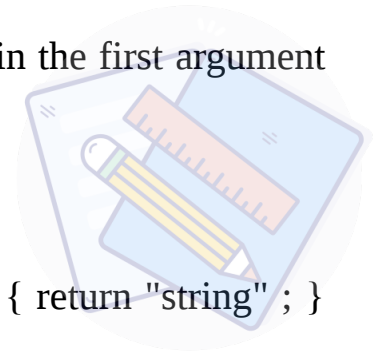 in the first argument
{ return "string" ; }